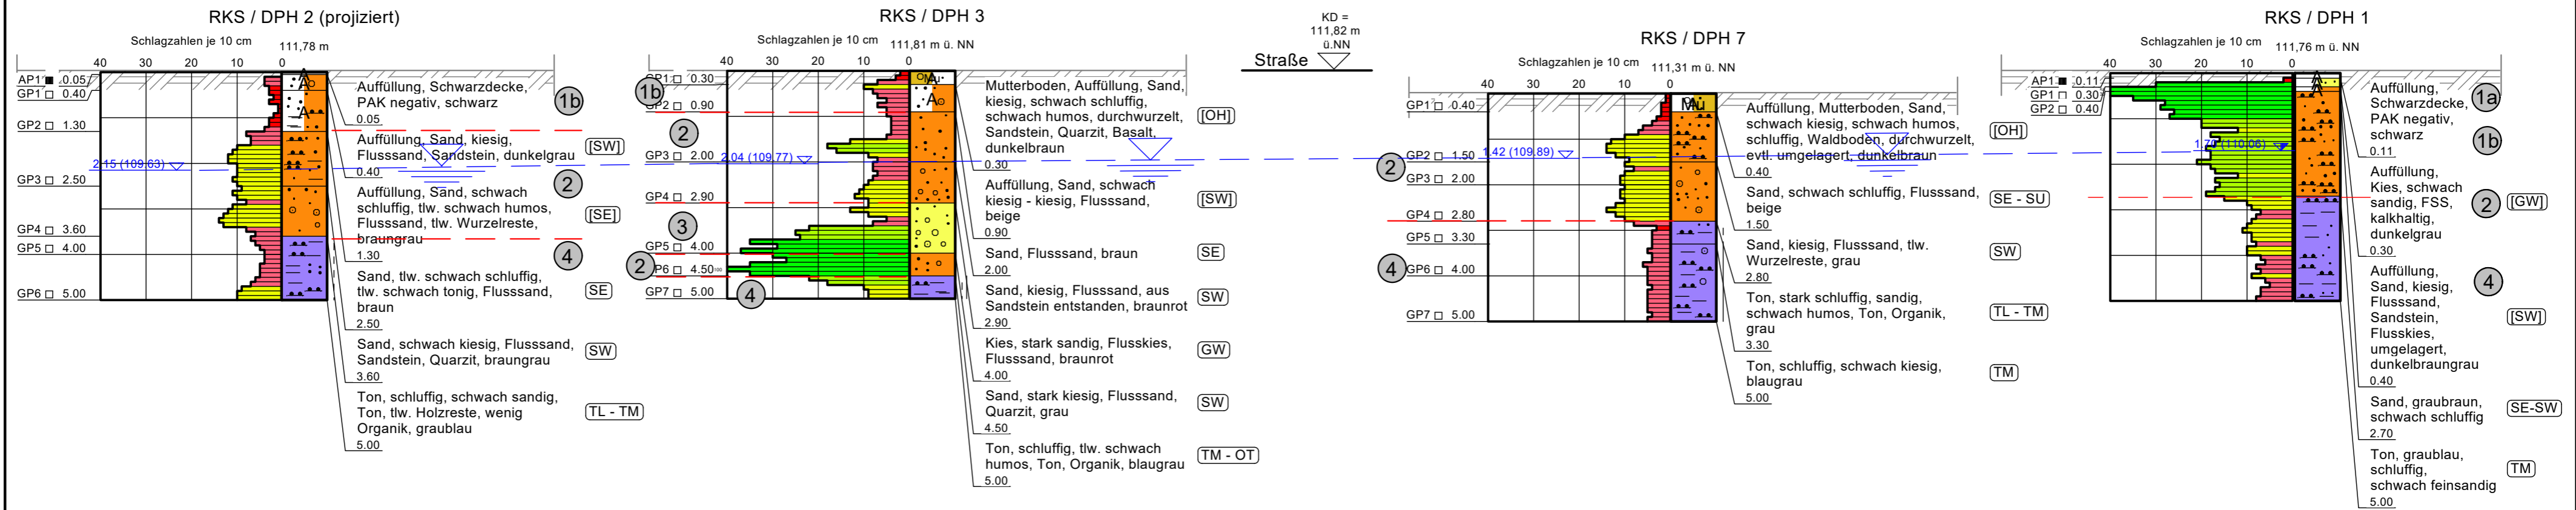 RKS / DPH 2 (projiziert)
Schlagzahlen je 10 cm
111,78 m
40 30 20 10 0
AP1 0.05
GP1 0.40
GP2 1.30
GP3 2.50
GP4 3.60
GP5 4.00
GP6 5.00
2.15 (109.63)
A
A
Auffüllung, Schwarzdecke,
PAK negativ, schwarz
0.05
Auffüllung, Sand, kiesig,
Flusssand, Sandstein, dunkelgrau
0.40
Auffüllung, Sand, schwach
schluffig, tlw. schwach humos,
Flusssand, tlw. Wurzelreste,
braungrau
1.30
Sand, tlw. schwach schluffig,
tlw. schwach tonig, Flusssand,
braun
2.50
Sand, schwach kiesig, Flusssand,
Sandstein, Quarzit, braungrau
3.60
Ton, schluffig, schwach sandig,
Ton, tlw. Holzreste, wenig
Organik, graublau
5.00
1b
[SW]
2
[SE]
4
SE
SW
TL - TM
RKS / DPH 3
Schlagzahlen je 10 cm
111,81 m ü. NN
40 30 20 10 0
GP1 0.30
GP2 0.90
GP3 2.00
GP4 2.90
GP5 4.00
GP6 4.50
GP7 5.00
1b
2
3
2
4
2.04 (109.77)
Mu
A
Mutterboden, Auffüllung, Sand,
kiesig, schwach schluffig,
schwach humos, durchwurzelt,
Sandstein, Quarzit, Basalt,
dunkelbraun
0.30
Auffüllung, Sand, schwach
kiesig - kiesig, Flusssand,
beige
0.90
Sand, Flusssand, braun
2.00
Sand, kiesig, Flusssand, aus
Sandstein entstanden, braunrot
2.90
Kies, stark sandig, Flusskies,
Flusssand, braunrot
4.00
Sand, stark kiesig, Flusssand,
Quarzit, grau
4.50
Ton, schluffig, tlw. schwach
humos, Ton, Organik, blaugrau
5.00
[OH]
[SW]
SE
SW
GW
SW
TM - OT
KD =
111,82 m
ü.NN
Straße
RKS / DPH 7
Schlagzahlen je 10 cm
111,31 m ü. NN
40 30 20 10 0
GP1 0.40
GP2 1.50
GP3 2.00
GP4 2.80
GP5 3.30
GP6 4.00
GP7 5.00
2
4
1.42 (109.89)
Mu
Auffüllung, Mutterboden, Sand,
schwach kiesig, schwach humos,
schluffig, Waldboden, durchwurzelt,
evtl. umgelagert, dunkelbraun
0.40
Sand, schwach schluffig, Flusssand,
beige
1.50
Sand, kiesig, Flusssand, tlw.
Wurzelreste, grau
2.80
Ton, stark schluffig, sandig,
schwach humos, Ton, Organik,
grau
3.30
Ton, schluffig, schwach kiesig,
blaugrau
5.00
[OH]
SE - SU
SW
TL - TM
TM
RKS / DPH 1
Schlagzahlen je 10 cm
111,76 m ü. NN
40 30 20 10 0
AP1 0.11
GP1 0.30
GP2 0.40
1.70 (110.06)
A
A
Auffüllung,
Schwarzdecke,
PAK negativ,
schwarz
0.11
Auffüllung,
Kies, schwach
sandig, FSS,
kalkhaltig,
dunkelgrau
0.30
Auffüllung,
Sand, kiesig,
Flusssand,
Sandstein,
Flusskies,
umgelagert,
dunkelbraungrau
0.40
Sand, graubraun,
schwach schluffig
2.70
Ton, graublau,
schluffig,
schwach feinsandig
5.00
1a
1b
2
[GW]
4
[SW]
SE-SW
TM